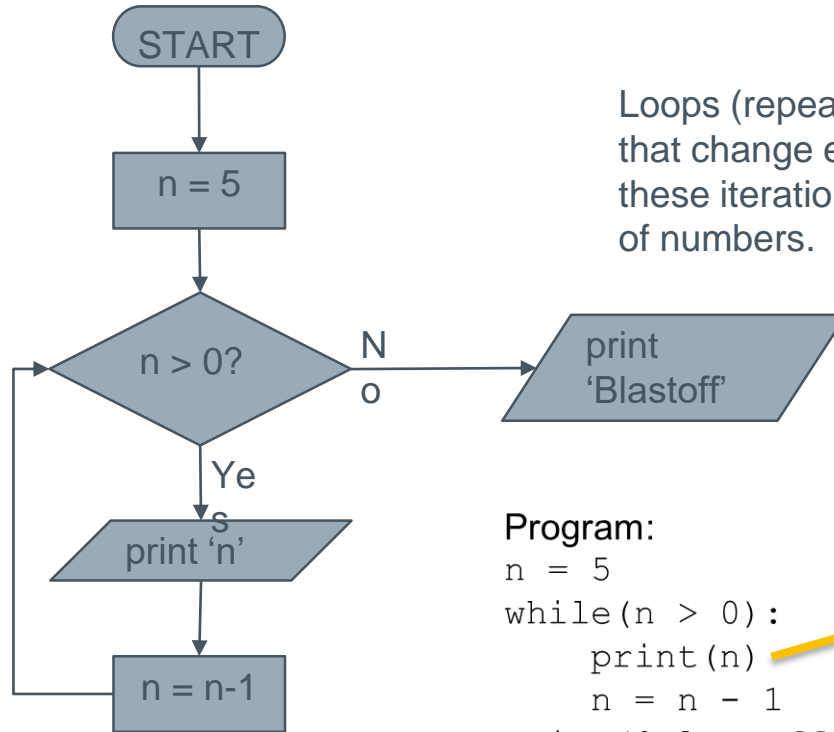 START
n = 5
n > 0?
N
o
Ye
s
print 'n'
n = n-1
print
‘Blastoff’
Loops (repea
that change e
these iteratio
of numbers.
Program:
n = 5
while(n > 0):
print(n)
n = n - 1